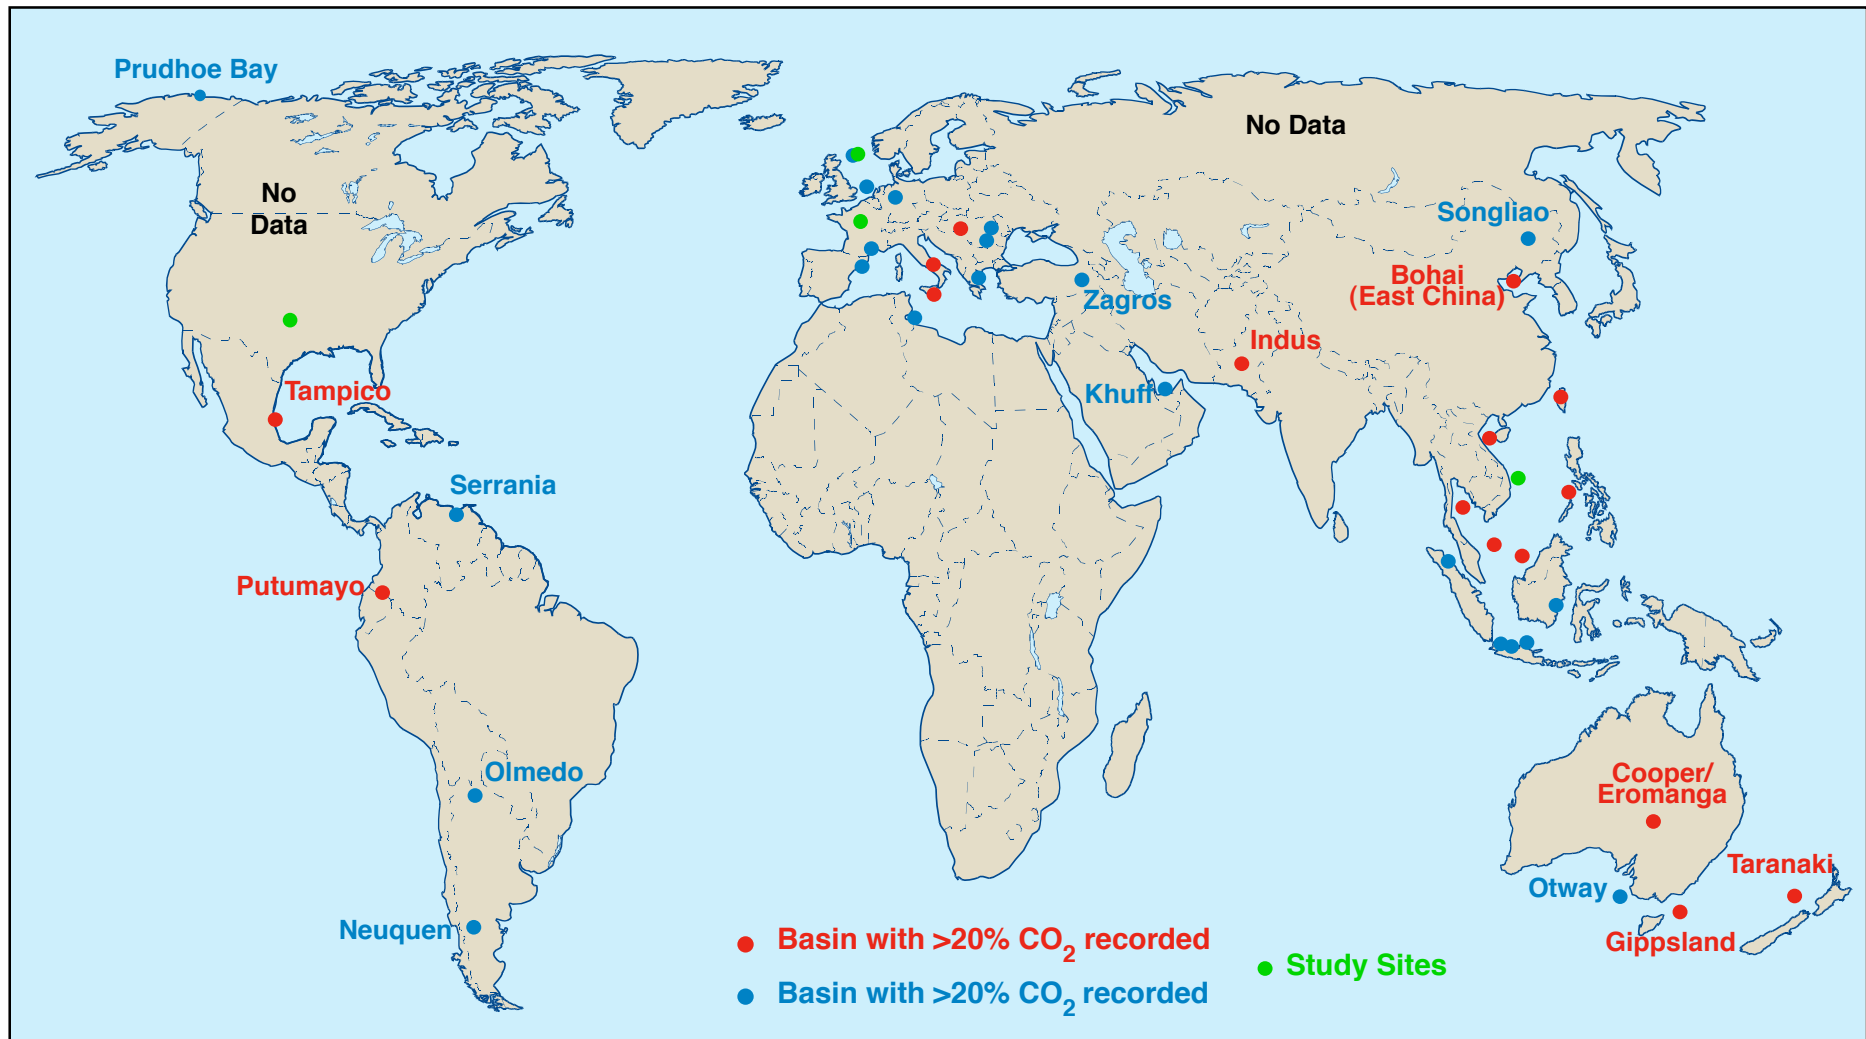 Prudhoe Bay
No Data
No
Data
Songliao
Bohai
(East China)
Zagros
Indus
Tampico
Khuff
Serrania
Putumayo
Olmedo
Cooper/
Eromanga
Taranaki
Otway
Neuquen
Gippsland
Basin with >20% CO2 recorded
Study Sites
Basin with >20% CO2 recorded